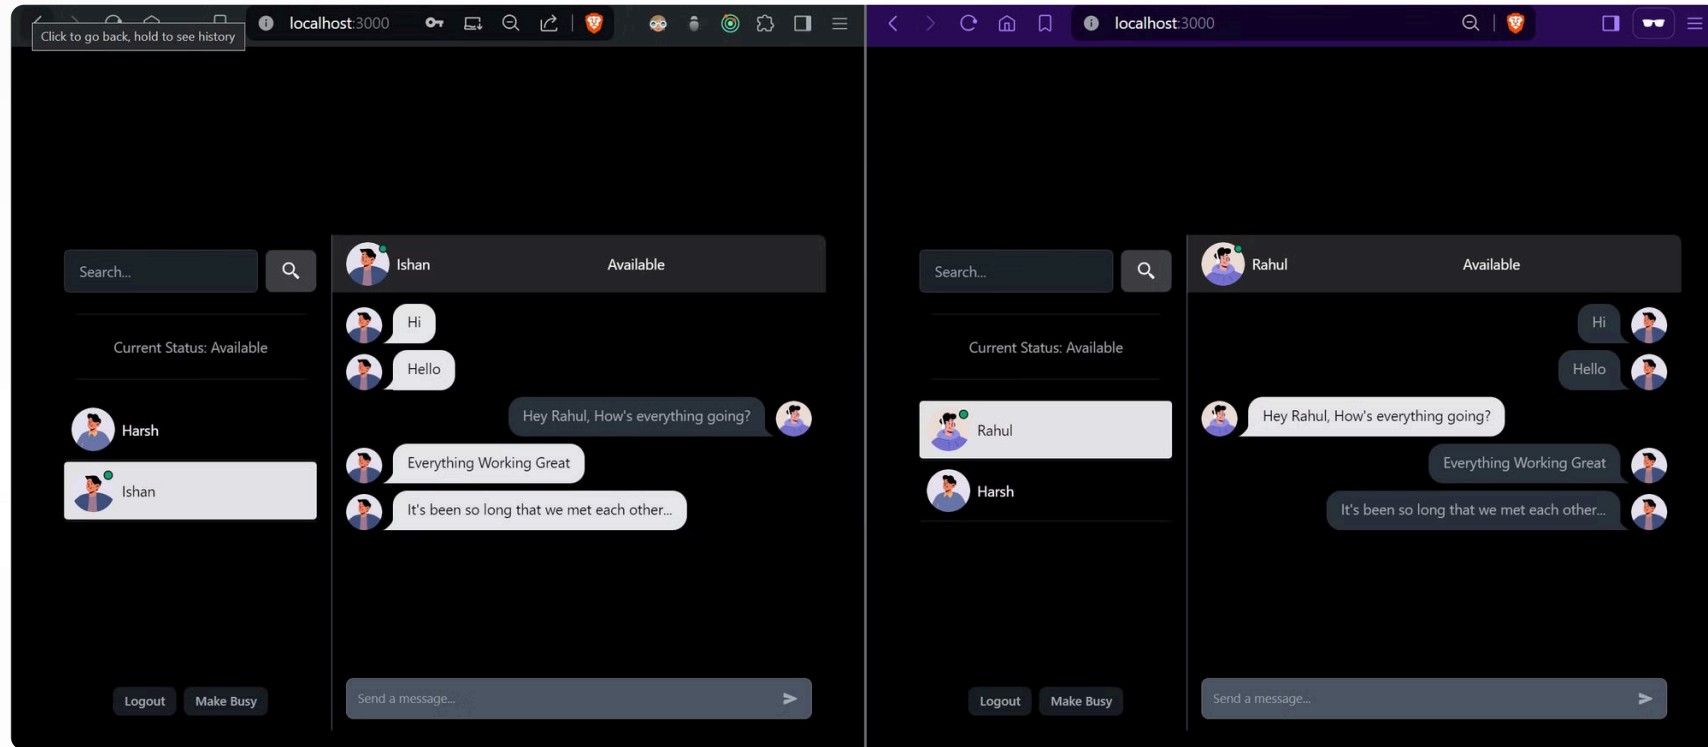 localhost:3000
Click to go back, hold to see history
Search...
Current Status: Available
Harsh
Ishan
Logout
Make Busy
Ishan
Available
Hi
Hello
Hey Rahul, How's everything going?
Everything Working Great
It's been so long that we met each other...
Send a message...
localhost:3000
Search...
Current Status: Available
Rahul
Harsh
Logout
Make Busy
Rahul
Available
Hi
Hello
Hey Rahul, How's everything going?
Everything Working Great
It's been so long that we met each other...
Send a message...